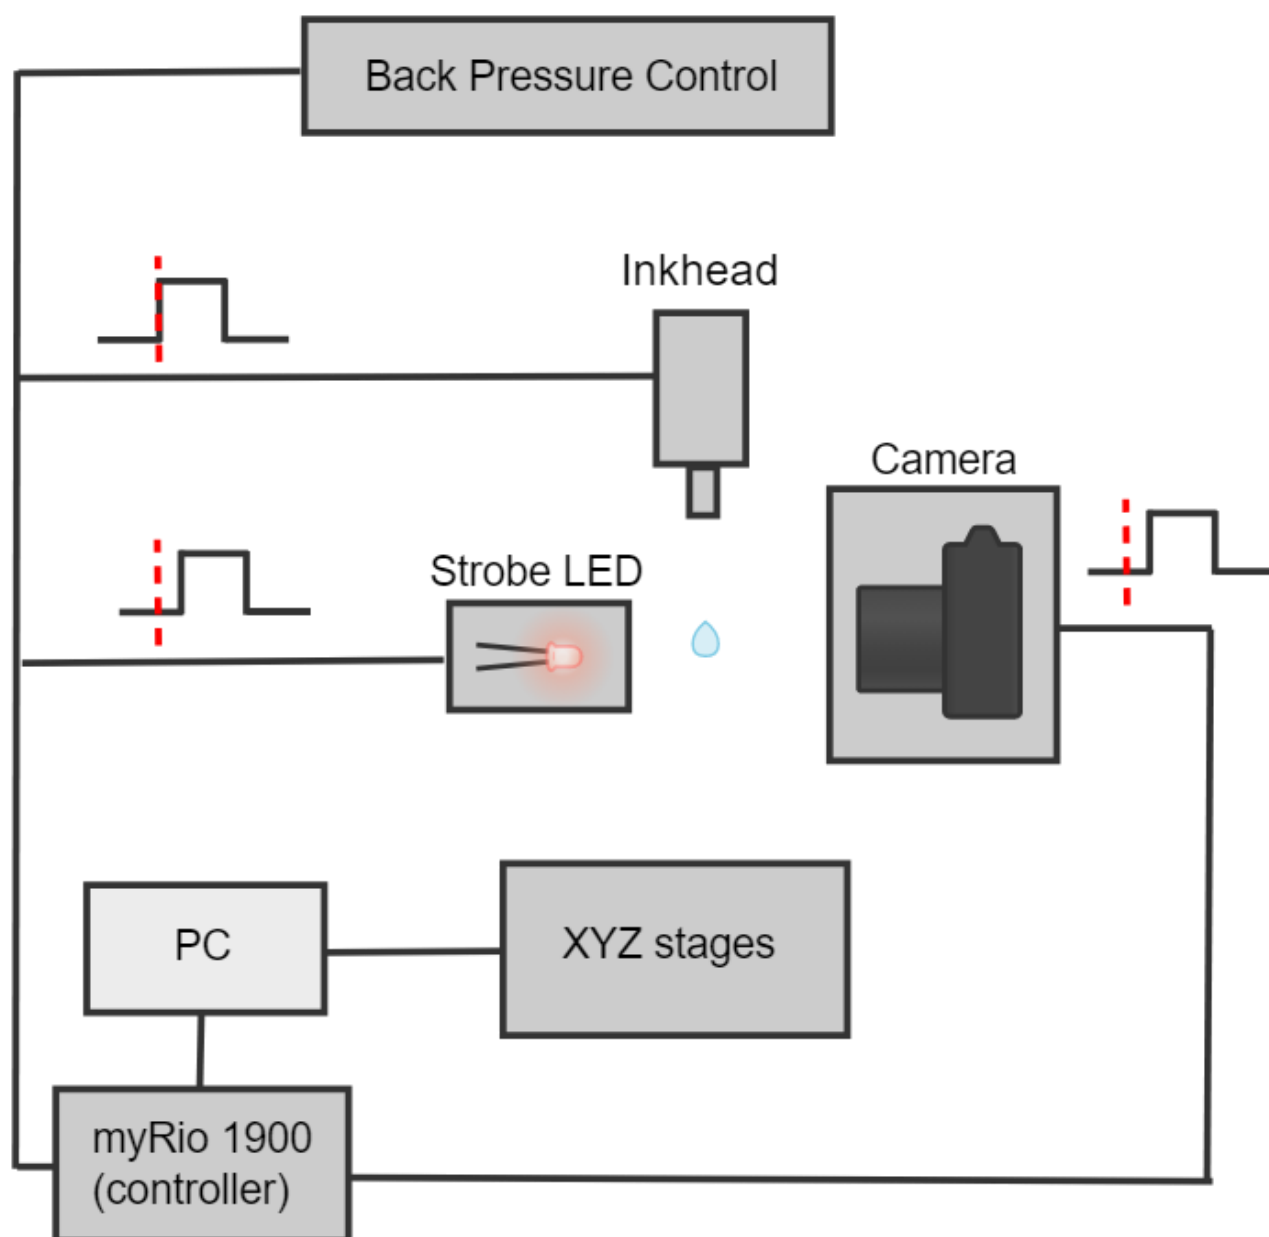 Back Pressure Control
Inkhead
Camera
Strobe LED
PC
XYZ stages
myRio 1900
(controller)